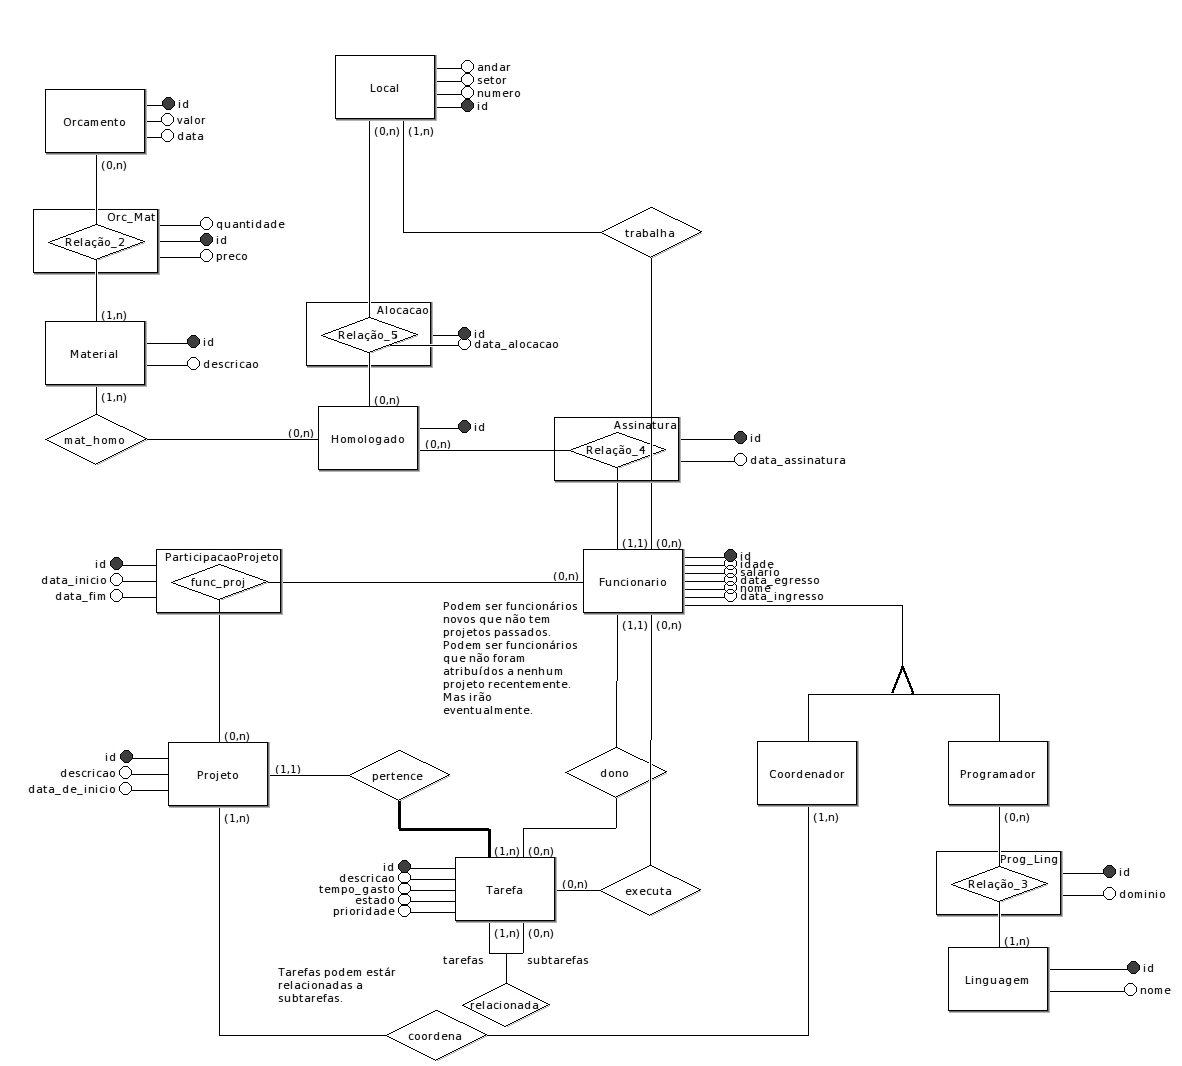 Local
andar
setor
numero
id
(0,n)
(1,n)
Orcamento
id
valor
data
(0,n)
Orc_Mat
Relação_2
quantidade
id
preco
(1,n)
Material
id
descricao
(1,n)
mat_homo
(0,n)
trabalha
Alocacao
Relação_5
id
data_alocacao
(0,n)
Homologado
id
(0,n)
Assinatura
Relação_4
id
data_assinatura
(1,1)
(0,n)
ParticipacaoProjeto
func_proj
id
data_inicio
data_fim
(0,n)
Funcionario
id
idade
salario
data_egresso
nome
data_ingresso
(1,1)
(0,n)
Podem ser funcionários
novos que não tem
projetos passados.
Podem ser funcionários
que não foram
atribuídos a nenhum
projeto recentemente.
Mas irão
eventualmente.
(0,n)
Projeto
id
descricao
data_de_inicio
(1,1)
(1,n)
pertence
dono
Coordenador
(1,n)
Programador
(0,n)
(1,n)
(0,n)
Tarefa
id
descricao
tempo_gasto
estado
prioridade
(0,n)
executa
Prog_Ling
Relação_3
id
dominio
(1,n)
Linguagem
id
nome
(1,n)
(0,n)
tarefas
subtarefas
Tarefas podem estár
relacionadas a
subtarefas.
relacionada
coordena